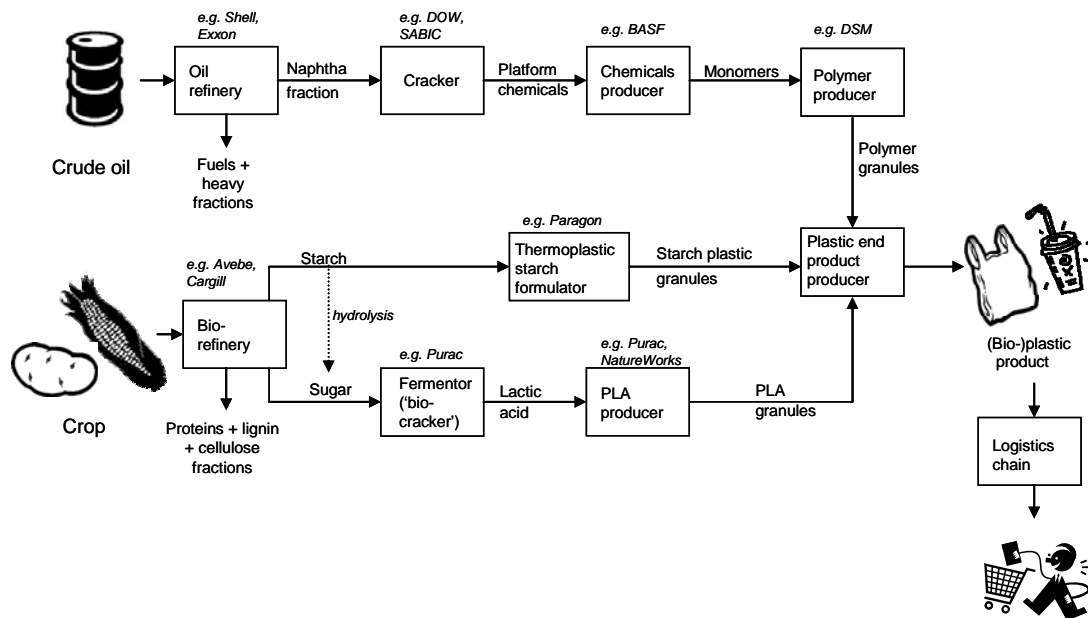 e.g. Shell,
Exxon
e.g. DOW,
SABIC
e.g. BASF
e.g. DSM
Oil
refinery
Naphtha
fraction
Cracker
Platform
chemicals
Chemicals
producer
Monomers
Polymer
producer
Crude oil
Fuels +
heavy
fractions
Polymer
granules
e.g. Paragon
e.g. Avebe,
Cargill
Starch
Thermoplastic
starch
formulator
Starch plastic
granules
Plastic end
product
producer
hydrolysis
Bio-
refinery
(Bio-)plastic
product
e.g. Purac
e.g. Purac,
NatureWorks
Sugar
Fermentor
('bio-
cracker')
Lactic
acid
PLA
producer
PLA
granules
Crop
Proteins + lignin
+ cellulose
fractions
Logistics
chain